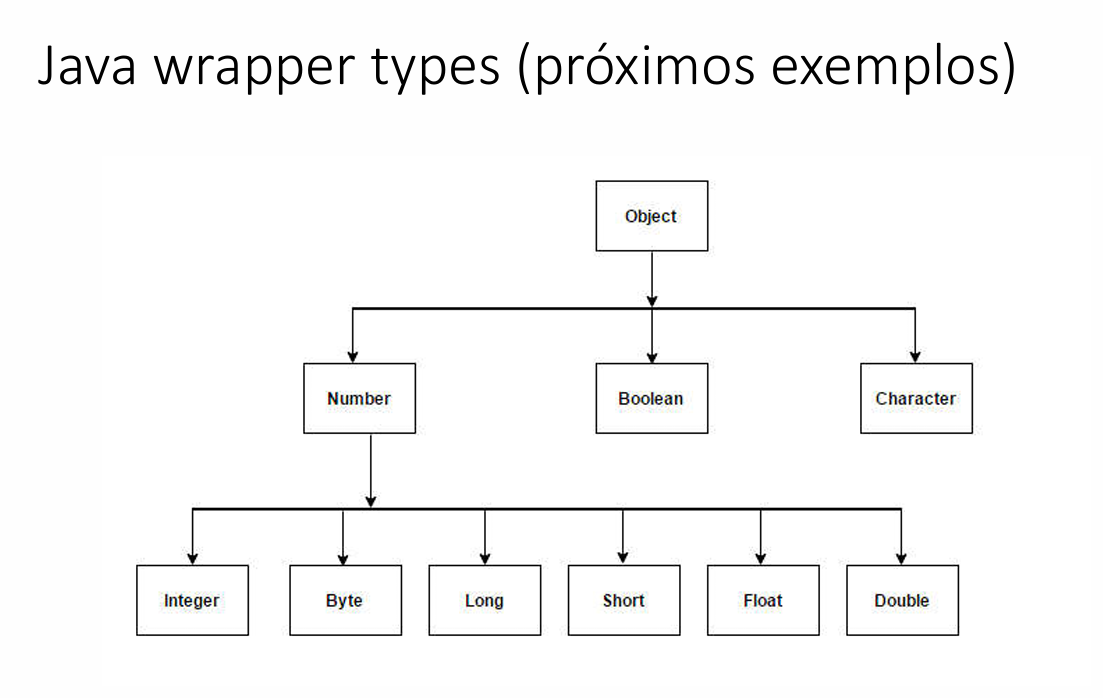 Java wrapper types (próximos exemplos)
Object
Number
Boolean
Character
Integer
Byte
Long
Short
Float
Double